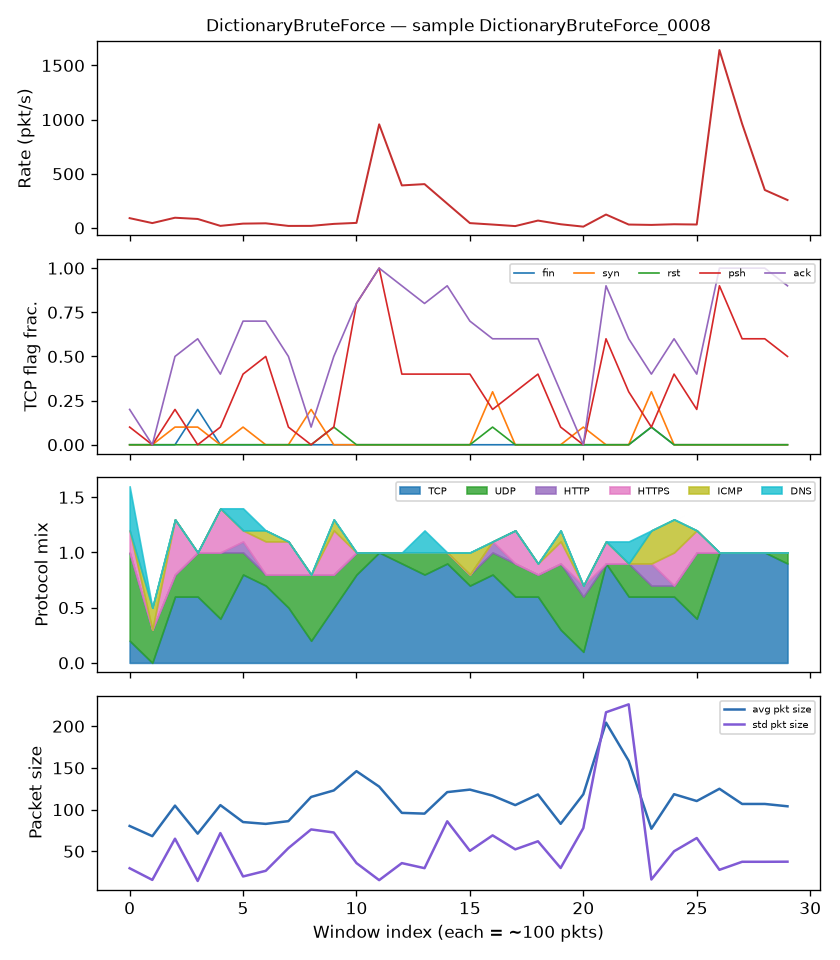 DictionaryBruteForce — sample DictionaryBruteForce_0008
Rate (pkt/s)
1500
1000
500
0
TCP flag frac.
1.00
0.75
0.50
0.25
0.00
fin syn rst psh ack
Protocol mix
1.5
1.0
0.5
0.0
TCP UDP HTTP HTTPS ICMP DNS
Packet size
200
150
100
50
avg pkt size
std pkt size
0 5 10 15 20 25 30
Window index (each = ~100 pkts)